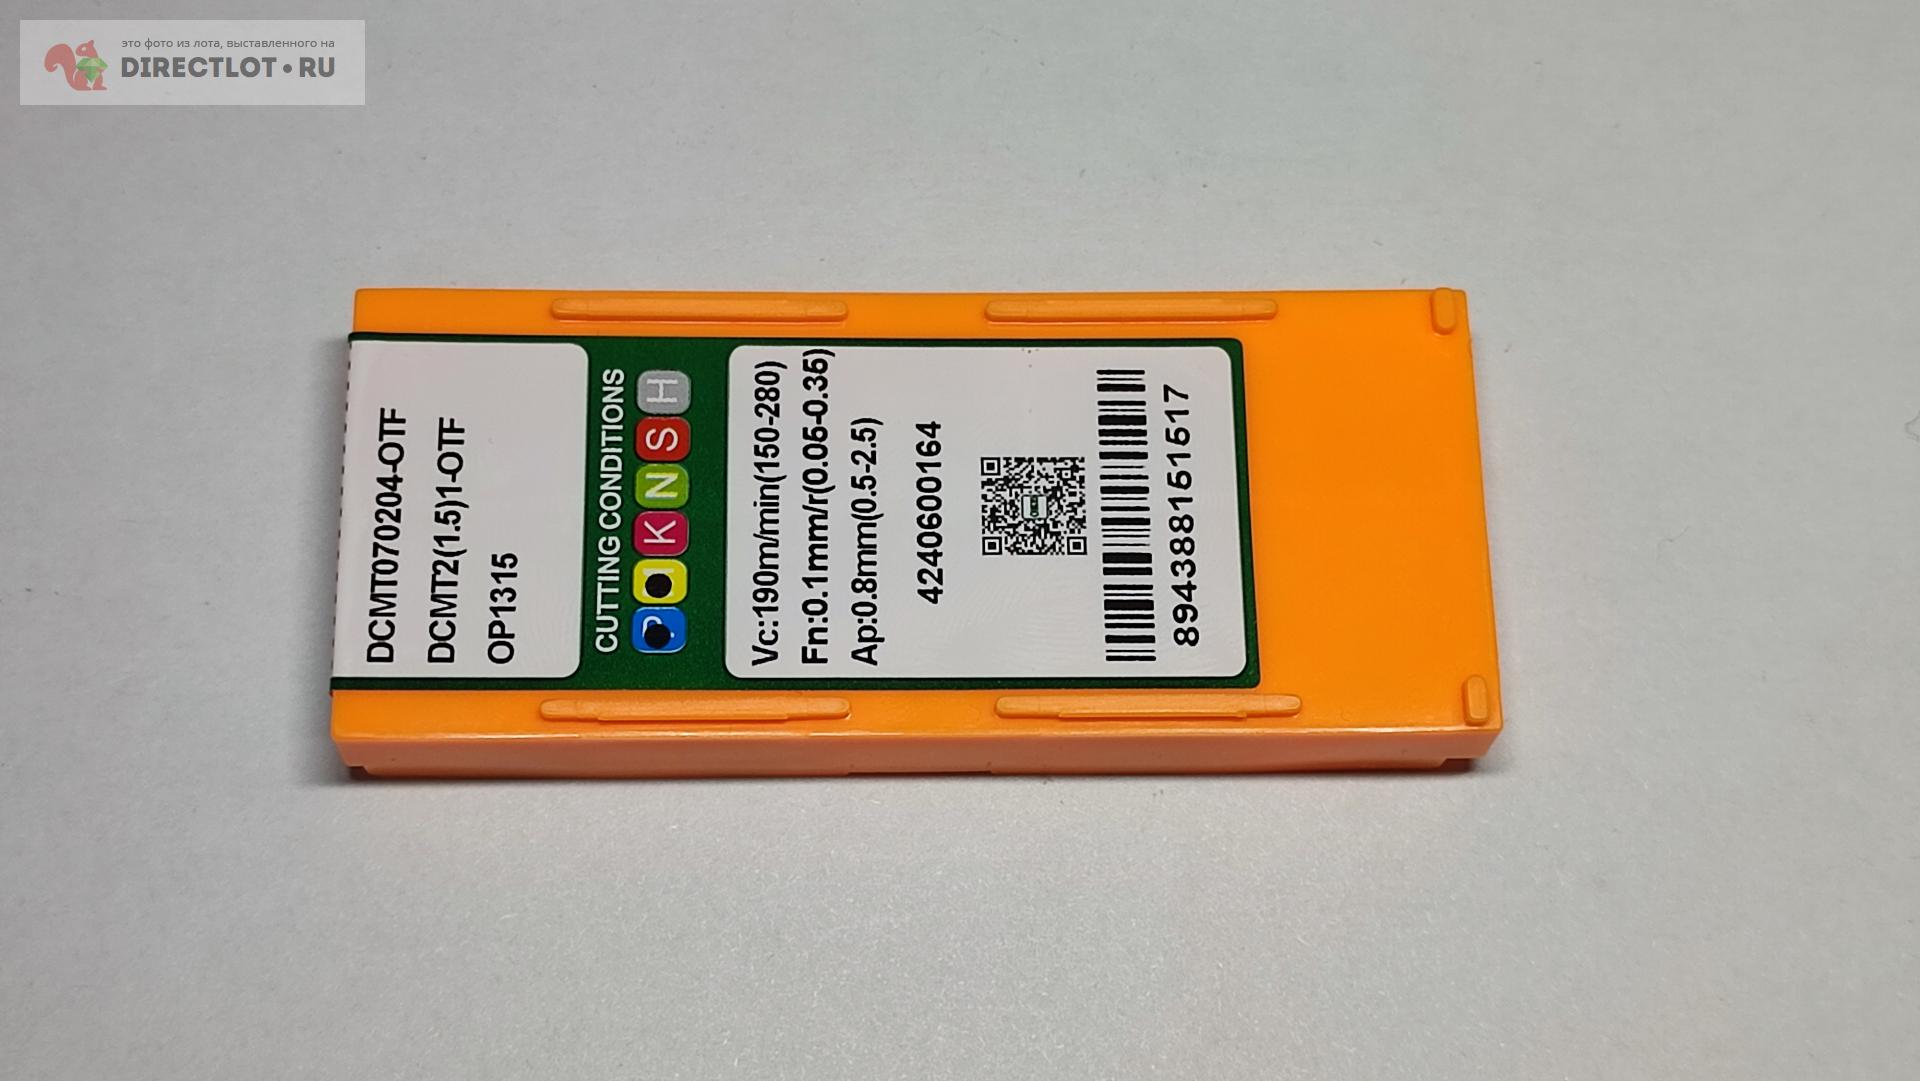 это фото из лота, выставленного на
DIRECTLOT • RU
DCMT070204-OTF
DCMT2(1.5)1-OTF
OP1315
CUTTING CONDITIONS
P K N S H
Vc:190m/min(150-280)
Fn:0.1mm/r(0.05-0.35)
Ap:0.8mm(0.5-2.5)
4240600164
8943881515517